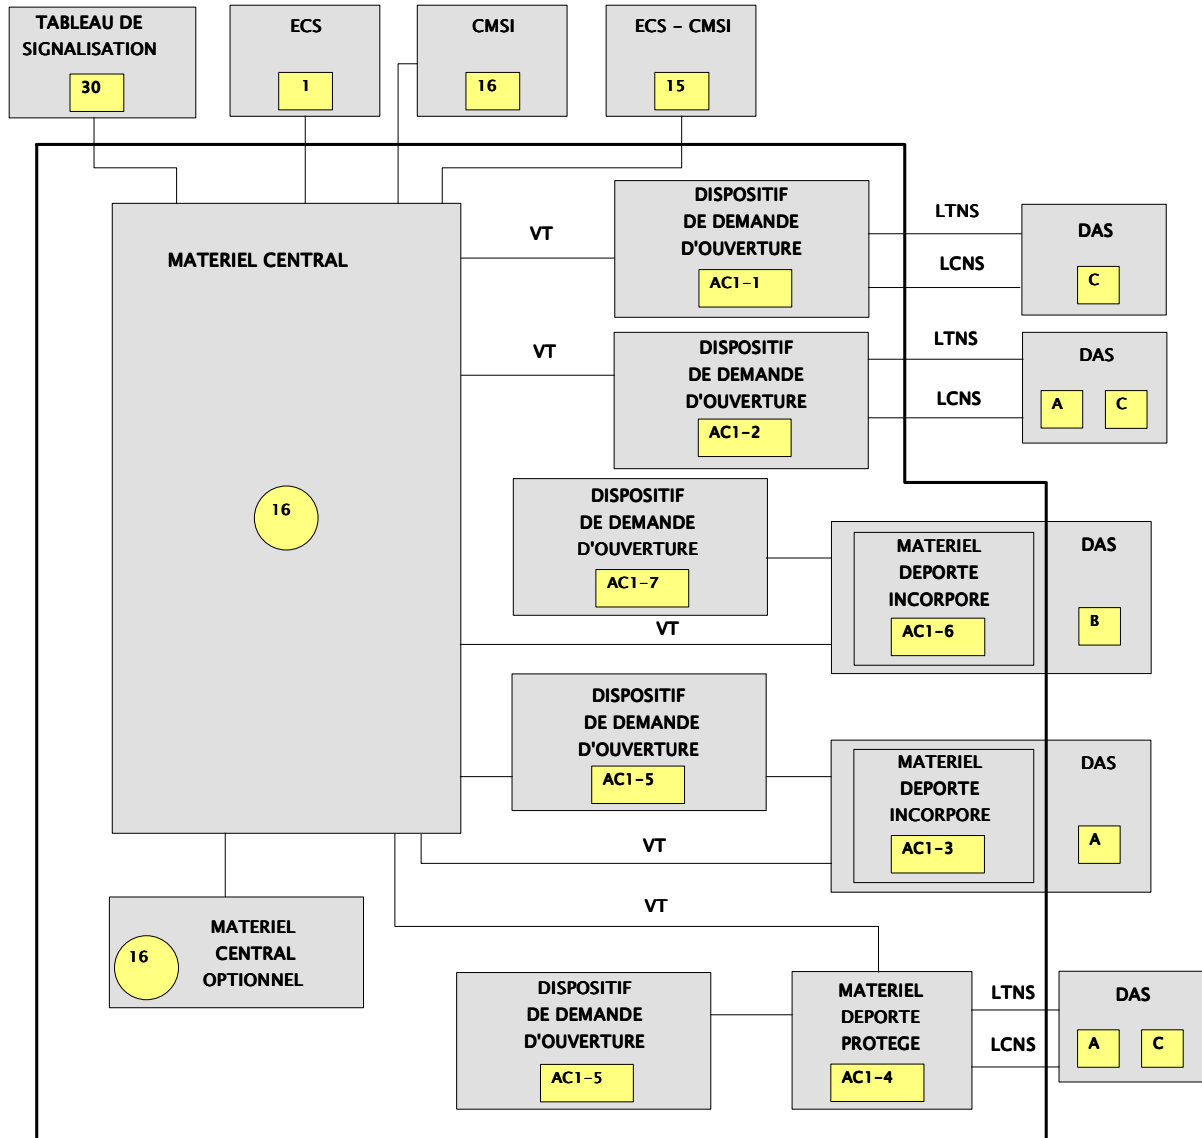 TABLEAU DE
SIGNALISATION
30
ECS
1
CMSI
16
ECS - CMSI
15
MATERIEL CENTRAL
16
VT
DISPOSITIF
DE DEMANDE
D'OUVERTURE
AC1-1
LTNS
LCNS
DAS
C
VT
DISPOSITIF
DE DEMANDE
D'OUVERTURE
AC1-2
LTNS
LCNS
DAS
A C
DISPOSITIF
DE DEMANDE
D'OUVERTURE
AC1-7
VT
MATERIEL
DEPORTE
INCORPORE
AC1-6
DAS
B
DISPOSITIF
DE DEMANDE
D'OUVERTURE
AC1-5
VT
MATERIEL
DEPORTE
INCORPORE
AC1-3
DAS
A
VT
MATERIEL
CENTRAL
OPTIONNEL
16
DISPOSITIF
DE DEMANDE
D'OUVERTURE
AC1-5
MATERIEL
DEPORTE
PROTEGE
AC1-4
LTNS
LCNS
DAS
A C